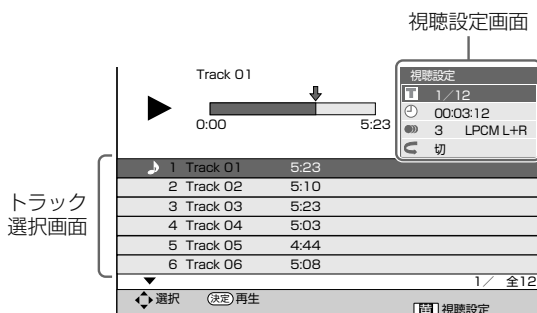 視聴設定画面
Track 01
0:00 5:23
視聴設定
T 1／12
00:03:12
3 LPCM L+R
切
トラック
選択画面
1 Track 01 5:23
2 Track 02 5:10
3 Track 03 5:23
4 Track 04 5:03
5 Track 05 4:44
6 Track 06 5:08
1／ 全12
選択 決定 再生
視聴設定